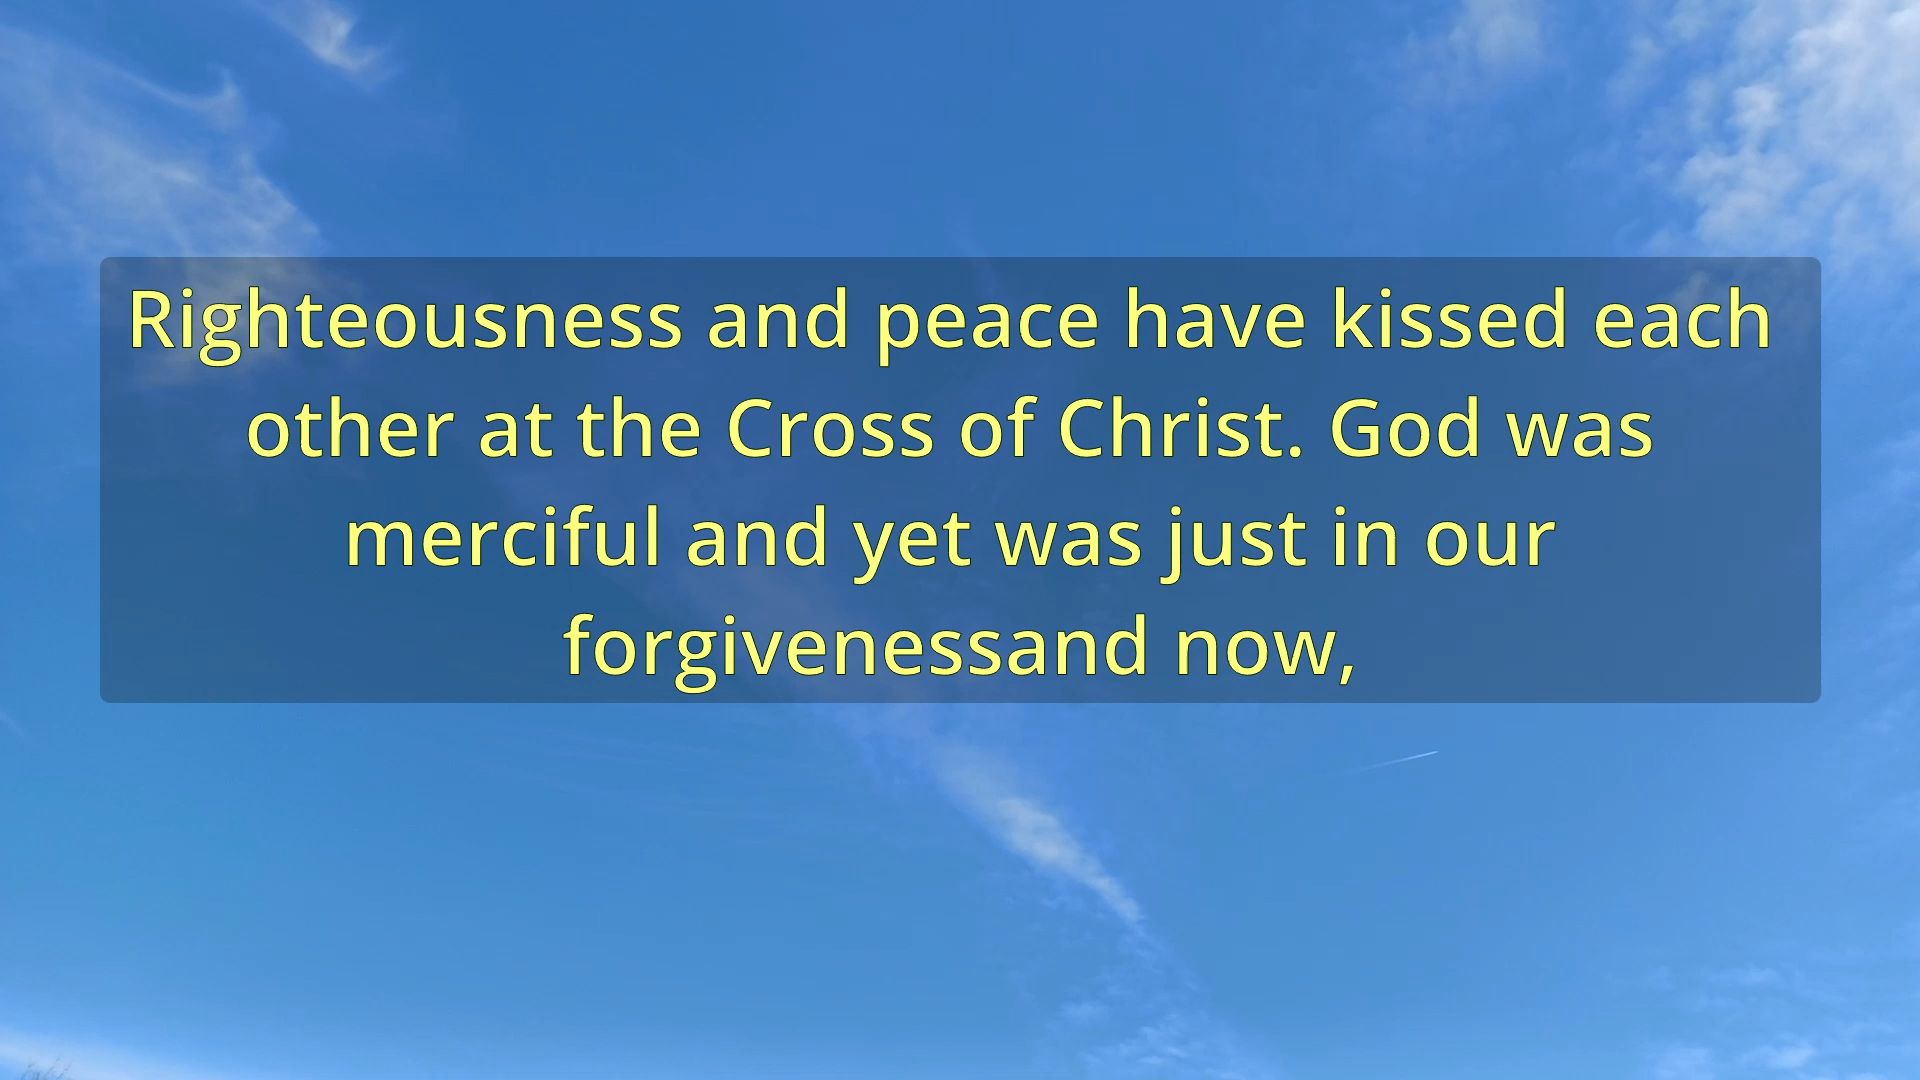 Righteousness and peace have kissed each
other at the Cross of Christ. God was
merciful and yet was just in our
forgivenessand now,